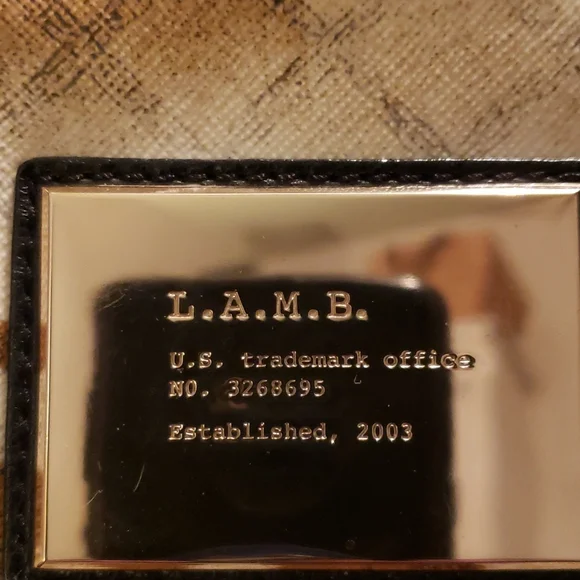 L.A.M.B.
U.S. trademark office
NO. 3268695
Established, 2003